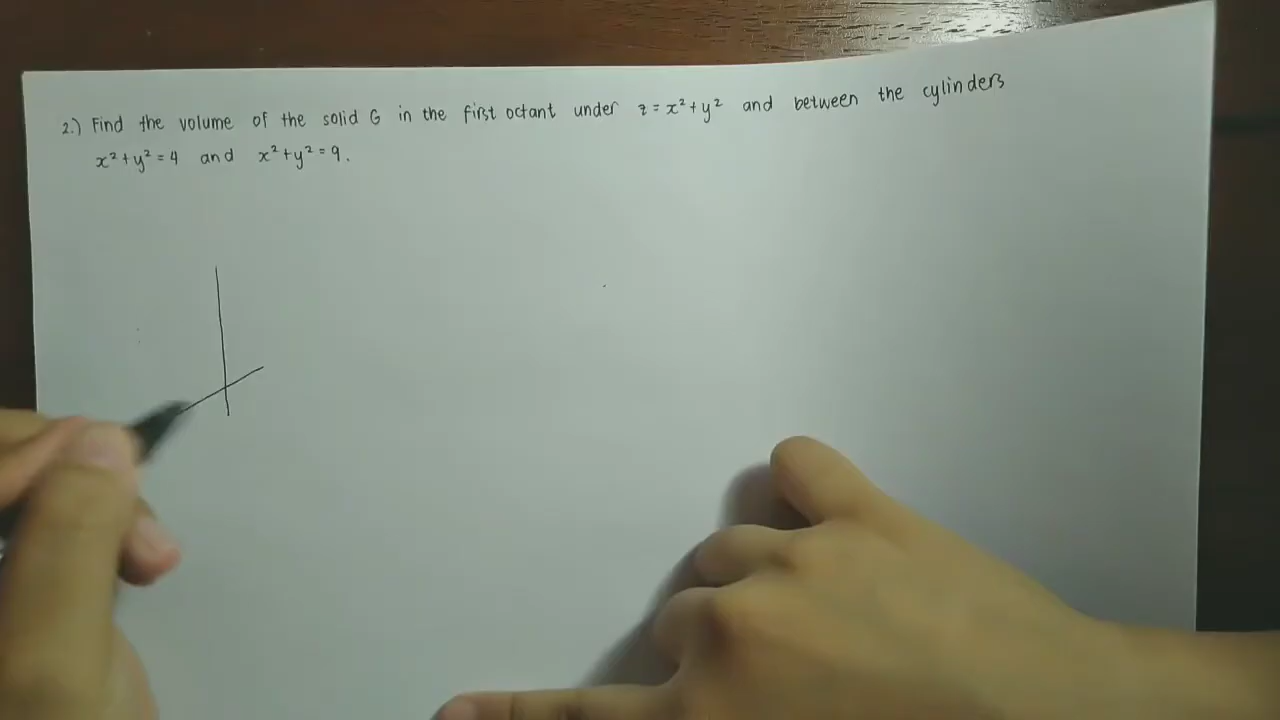 2.) Find the volume of the solid G in the first octant under z = x² + y² and between the cylinders
x² + y² = 4 and x² + y² = 9.